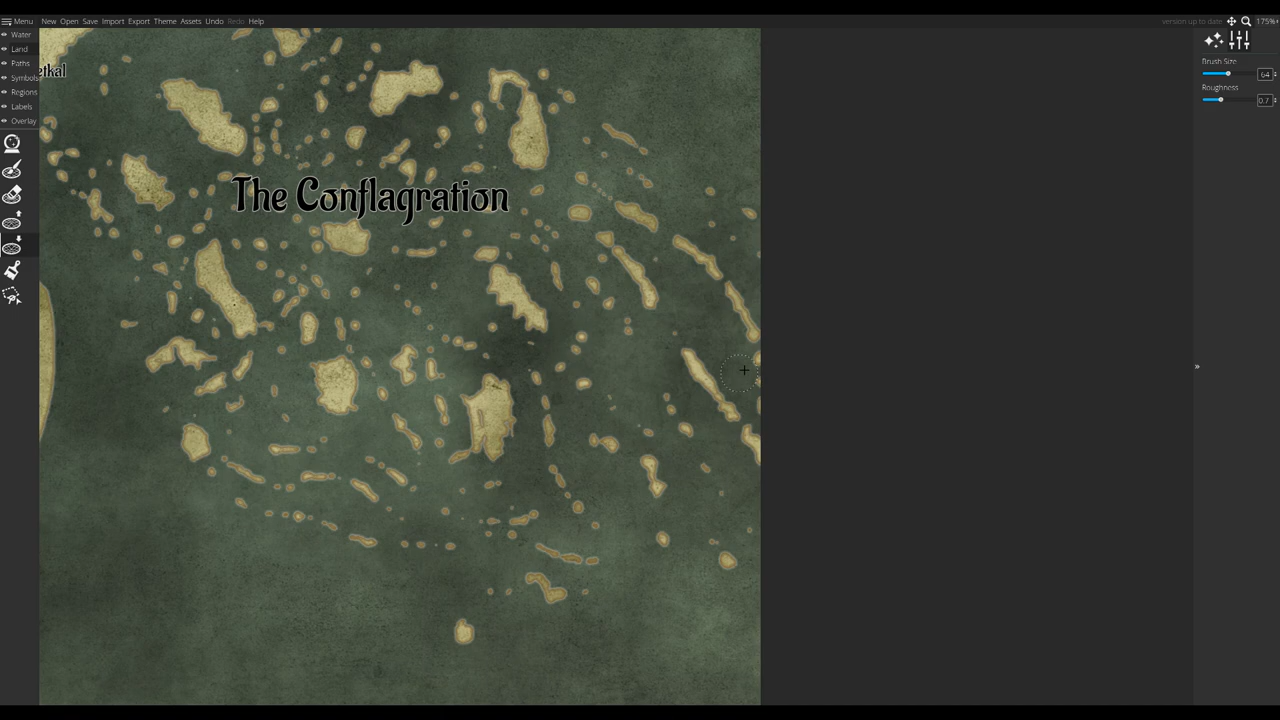 Menu New Open Save Import Export Theme Assets Undo Redo Help version up to date 175%
Water
Land
Paths
Symbols
Regions
Labels
Overlay
etkal
The Conflagration
Brush Size
64
Roughness
0.7